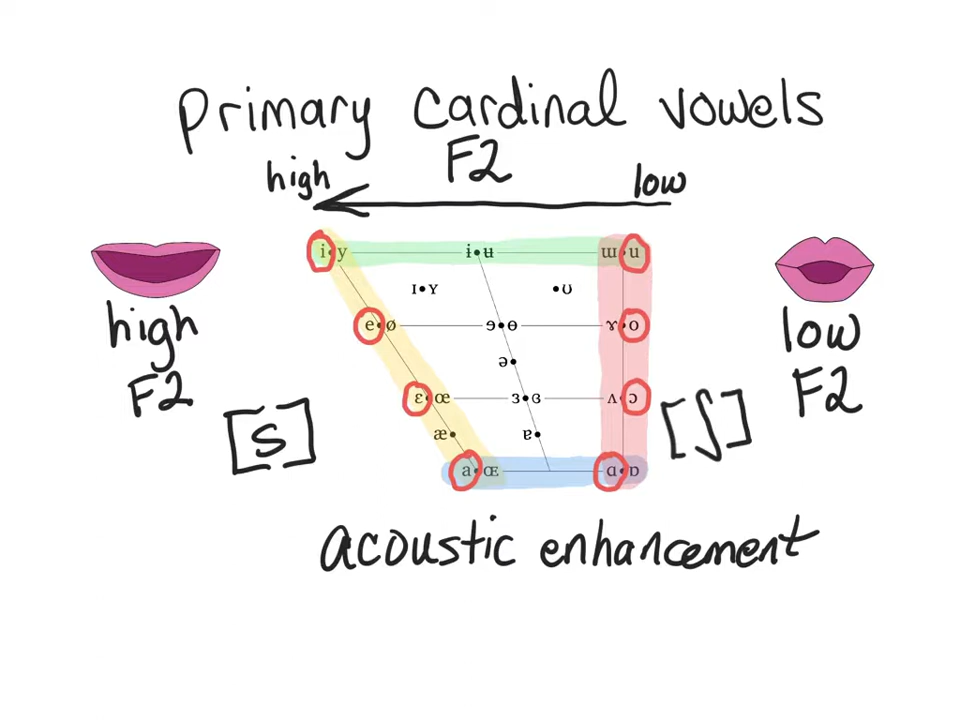 primary cardinal vowels
F2
high low
i y ɨ ʉ ɯ u
ɪ ʏ ʊ
high F2
low F2
e ø ɘ ɵ ɤ o
ə
ɛ œ ɜ ɞ ʌ ɔ
[s]
[ʃ]
æ ɐ
a ɶ ɑ ɒ
acoustic enhancement